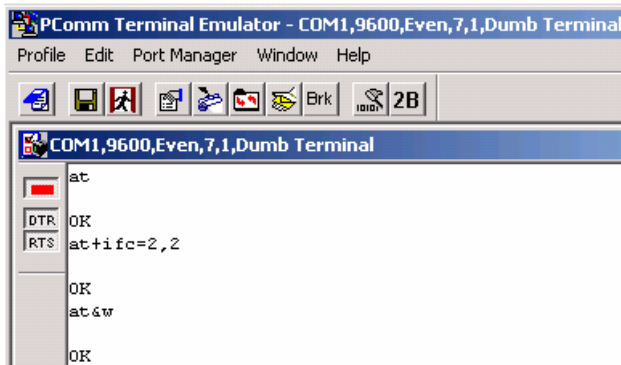 PComm Terminal Emulator - COM1,9600,Even,7,1,Dumb Terminal
Profile Edit Port Manager Window Help
Brk 2B
COM1,9600,Even,7,1,Dumb Terminal
at
DTR OK
RTS at+ifc=2,2
OK
at&w
OK